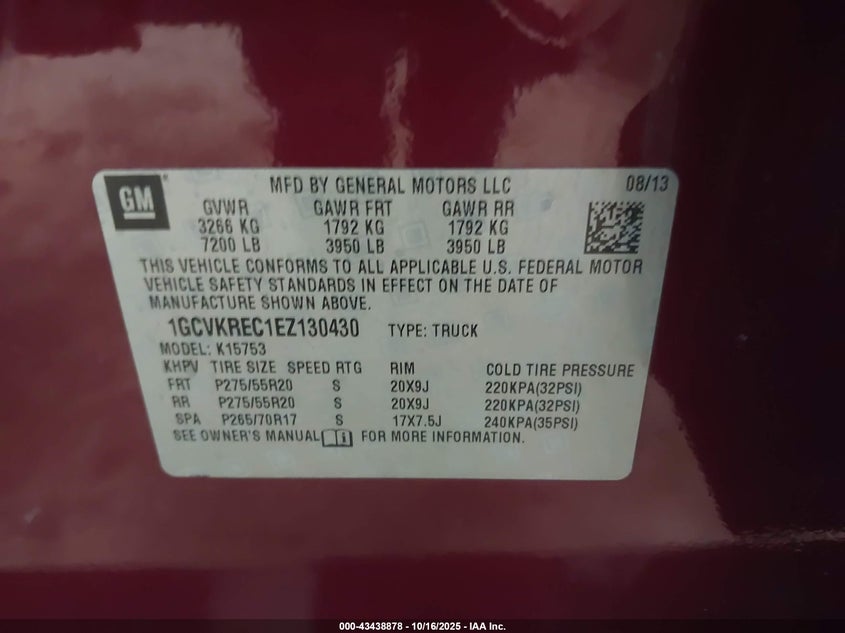 GM
MFD BY GENERAL MOTORS LLC 08/13
GVWR GAWR FRT GAWR RR
3266 KG 1792 KG 1792 KG
7200 LB 3950 LB 3950 LB
THIS VEHICLE CONFORMS TO ALL APPLICABLE U.S. FEDERAL MOTOR
VEHICLE SAFETY STANDARDS IN EFFECT ON THE DATE OF
MANUFACTURE SHOWN ABOVE.
1GCVKREC1EZ130430 TYPE: TRUCK
MODEL: K15753
KHPV TIRE SIZE SPEED RTG RIM COLD TIRE PRESSURE
FRT P275/55R20 S 20X9J 220KPA(32PSI)
RR P275/55R20 S 20X9J 220KPA(32PSI)
SPA P265/70R17 S 17X7.5J 240KPA(35PSI)
SEE OWNER'S MANUAL FOR MORE INFORMATION.
000-43438878 - 10/16/2025 - IAA Inc.